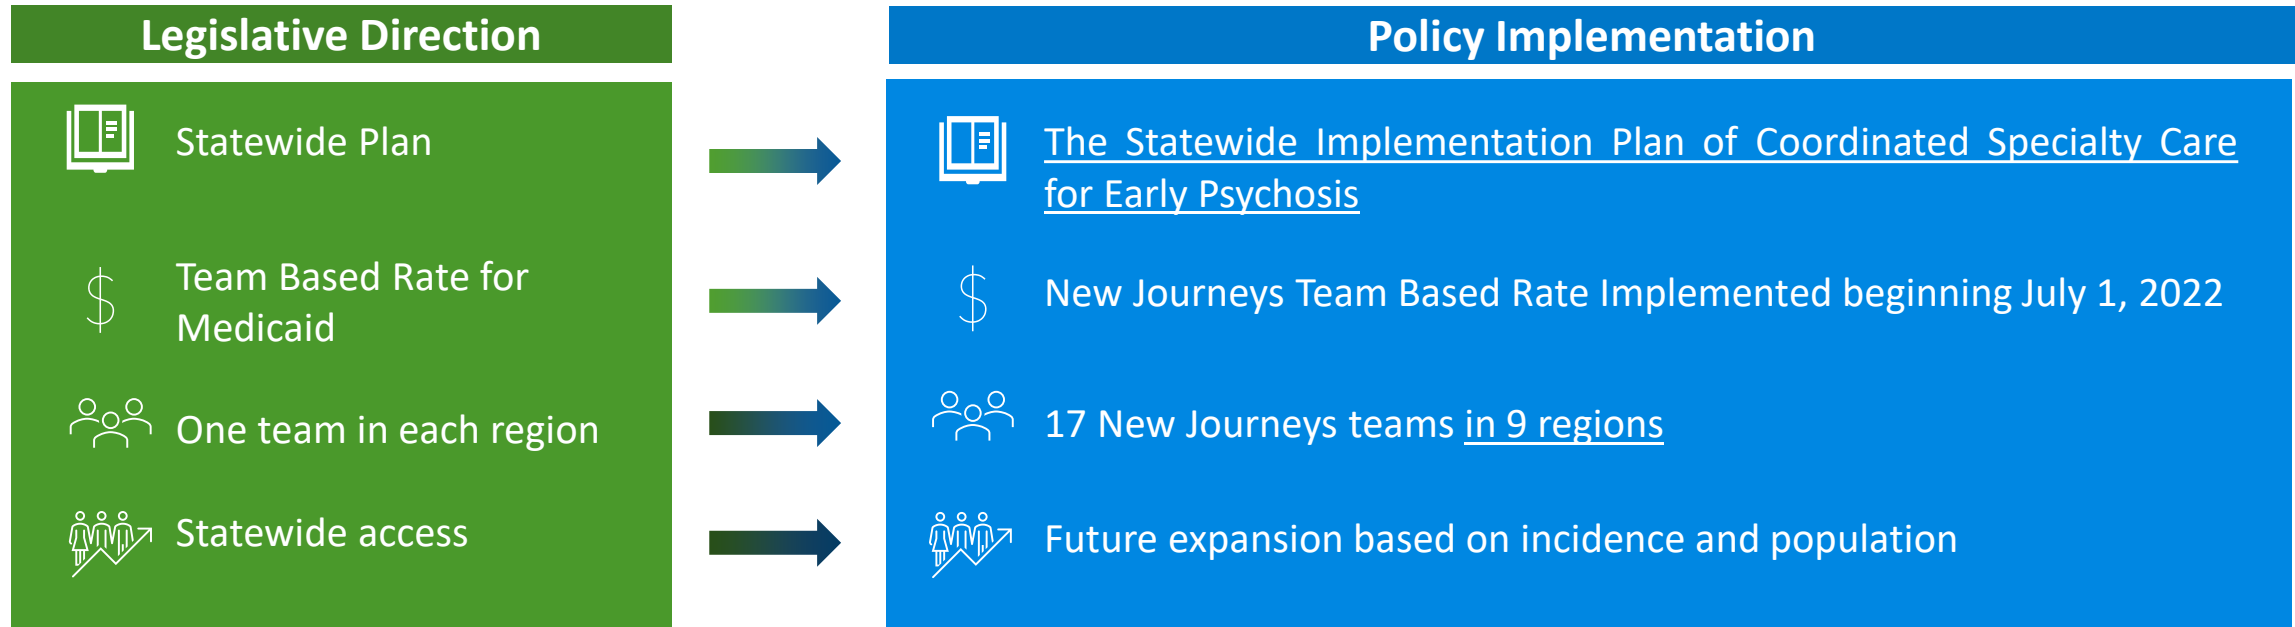 Legislative Direction
Policy Implementation
Statewide Plan
The Statewide Implementation Plan of Coordinated Specialty Care
for Early Psychosis
Team Based Rate for
Medicaid
New Journeys Team Based Rate Implemented beginning July 1, 2022
One team in each region
17 New Journeys teams in 9 regions
Statewide access
Future expansion based on incidence and population